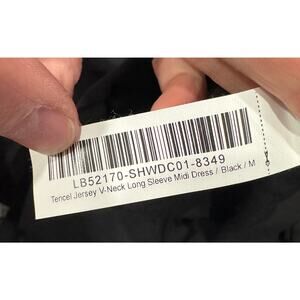 LB52170-SHWDC01-8349
Tencel Jersey V-Neck Long Sleeve Midi Dress / Black / M